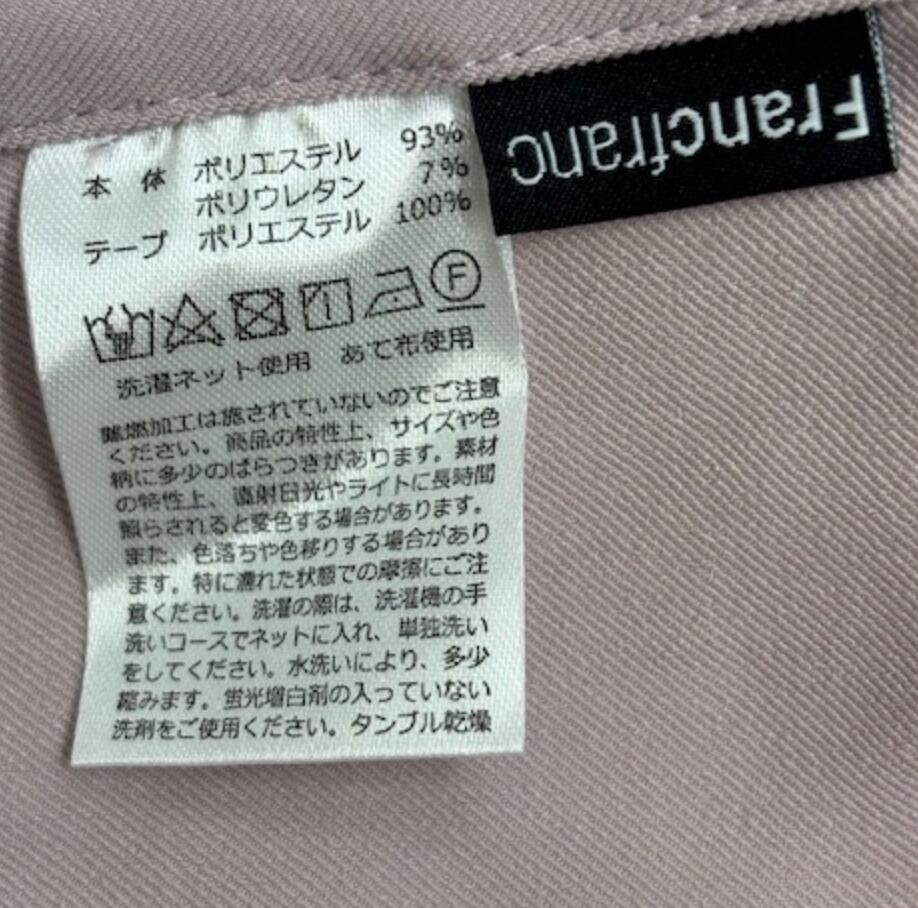 本 体 ポリエステル 93%
ポリウレタン 7%
テープ ポリエステル 100%
F
洗濯ネット使用 あて布使用
難燃加工は施されていないのでご注意
ください。商品の特性上、サイズや色
柄に多少のばらつきがあります。素材
の特性上、直射日光やライトに長時間
照らされると変色する場合があります。
また、色落ちや色移りする場合があり
ます。特に濡れた状態での摩擦にご注
意ください。洗濯の際は、洗濯機の手
洗いコースでネットに入れ、単独洗い
をしてください。水洗いにより、多少
縮みます。蛍光増白剤の入っていない
洗剤をご使用ください。タンブル乾燥
Francfranc